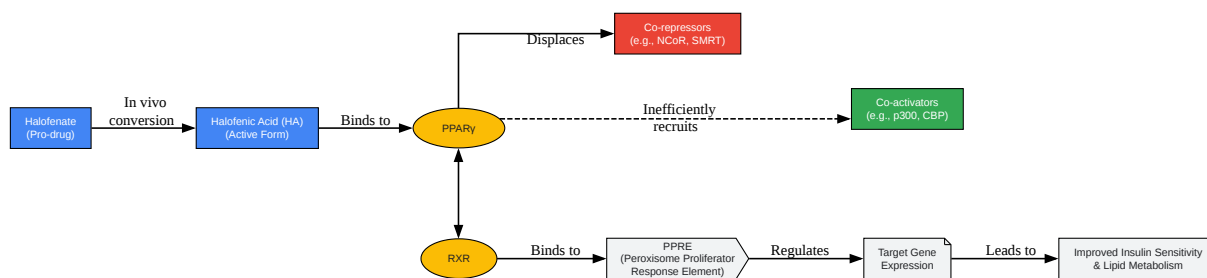 Co-repressors
(e.g., NCoR, SMRT)
Displaces
Halofenate
(Pro-drug)
In vivo
conversion
Halofenic Acid (HA)
(Active Form)
Binds to
PPARγ
Inefficiently
recruits
Co-activators
(e.g., p300, CBP)
RXR
Binds to
PPRE
(Peroxisome Proliferator
Response Element)
Regulates
Target Gene
Expression
Leads to
Improved Insulin Sensitivity
& Lipid Metabolism